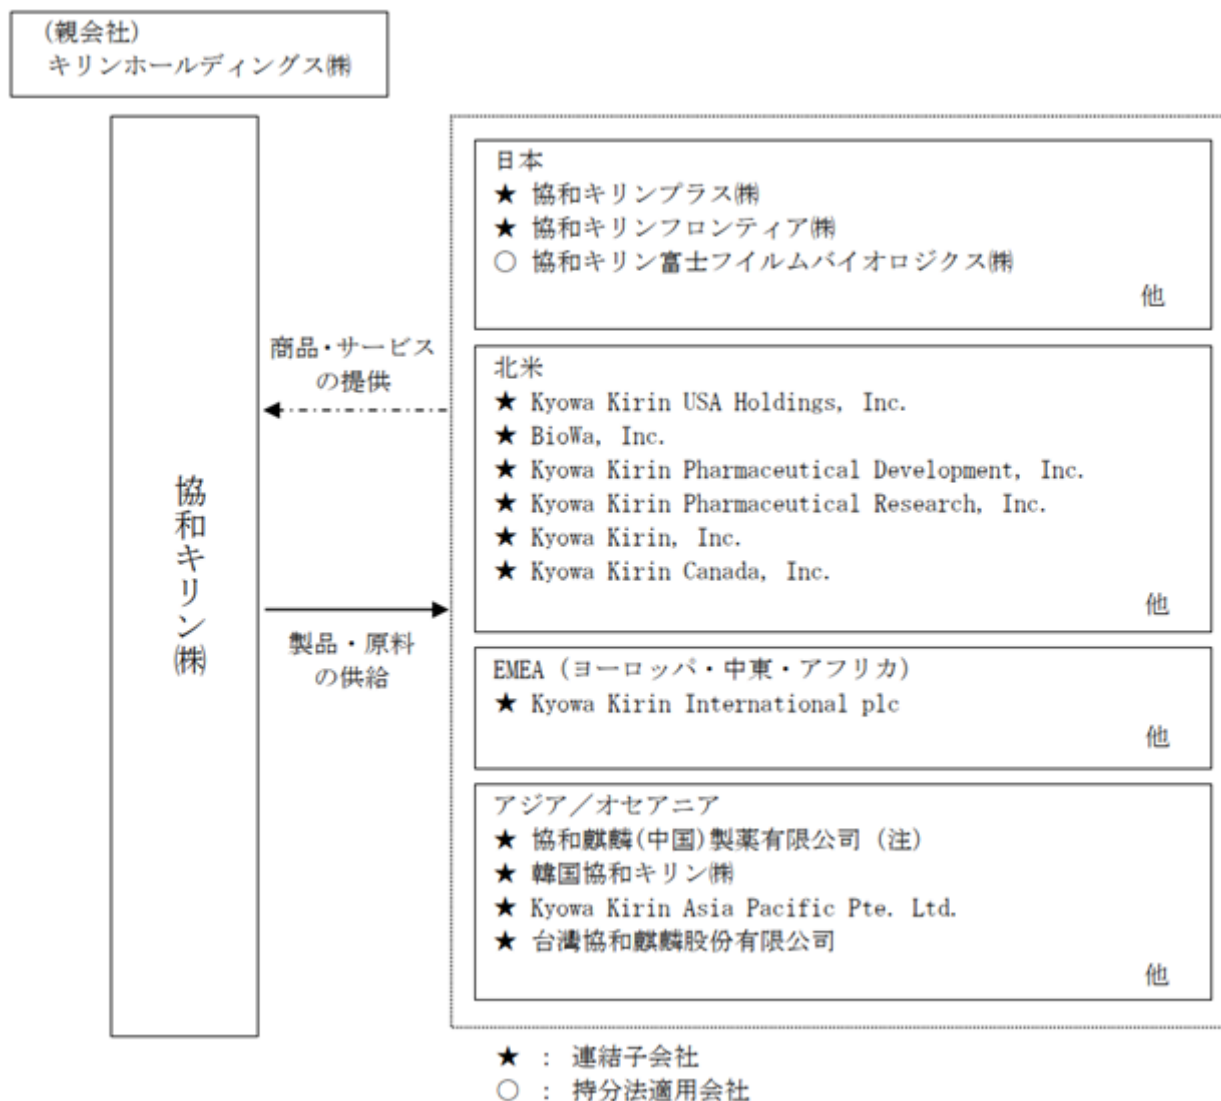 (親会社)
キリンホールディングス㈱
協和キリン㈱
商品・サービス
の提供
製品・原料
の供給
日本
★ 協和キリンプラス㈱
★ 協和キリンフロンティア㈱
○ 協和キリン富士フイルムバイオロジクス㈱
他
北米
★ Kyowa Kirin USA Holdings, Inc.
★ BioWa, Inc.
★ Kyowa Kirin Pharmaceutical Development, Inc.
★ Kyowa Kirin Pharmaceutical Research, Inc.
★ Kyowa Kirin, Inc.
★ Kyowa Kirin Canada, Inc.
他
EMEA (ヨーロッパ・中東・アフリカ)
★ Kyowa Kirin International plc
他
アジア／オセアニア
★ 協和麒麟(中国)製薬有限公司 (注)
★ 韓国協和キリン㈱
★ Kyowa Kirin Asia Pacific Pte. Ltd.
★ 台灣協和麒麟股份有限公司
他
★ : 連結子会社
○ : 持分法適用会社